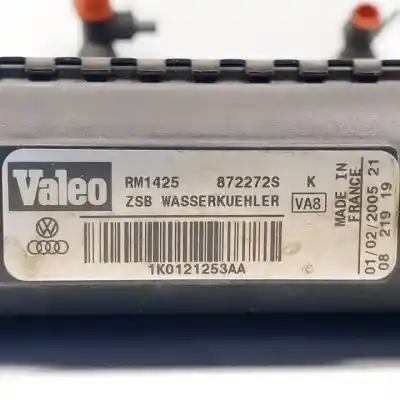 Valeo
RM1425 872272S K
ZSB WASSERKUEHLER VA8
1K0121253AA
MADE IN
FRANCE
01/02/2005 21
08 219 19